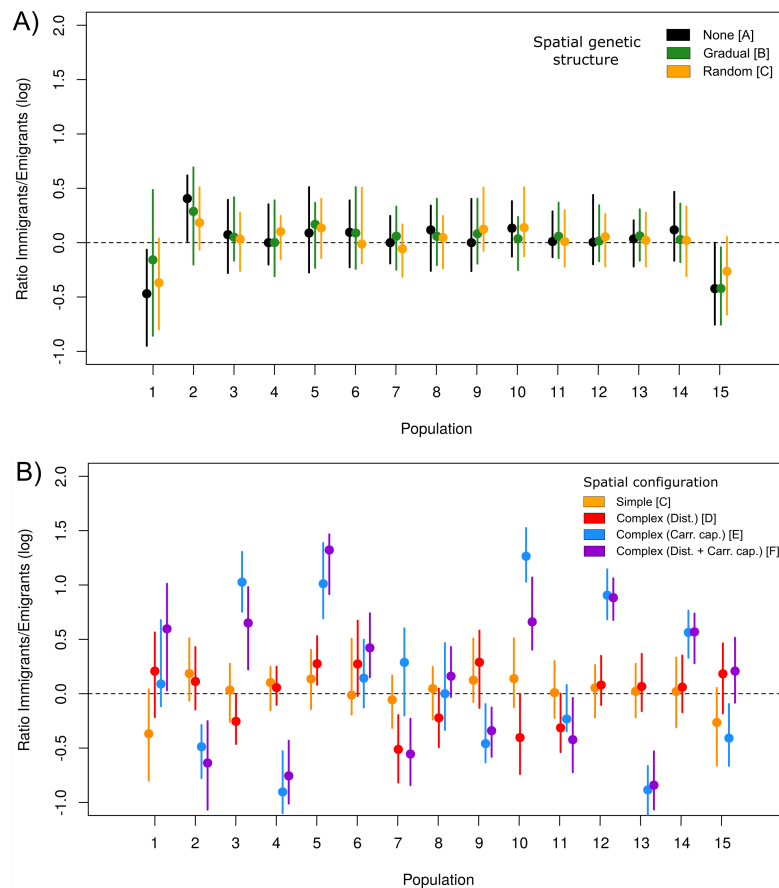 A)
Ratio Immigrants/Emigrants (log)
2.0
1.5
1.0
0.5
0.0
-0.5
-1.0
Spatial genetic
structure
None [A]
Gradual [B]
Random [C]
1 2 3 4 5 6 7 8 9 10 11 12 13 14 15
Population
B)
Ratio Immigrants/Emigrants (log)
2.0
1.5
1.0
0.5
0.0
-0.5
-1.0
Spatial configuration
Simple [C]
Complex (Dist.) [D]
Complex (Carr. cap.) [E]
Complex (Dist. + Carr. cap.) [F]
1 2 3 4 5 6 7 8 9 10 11 12 13 14 15
Population